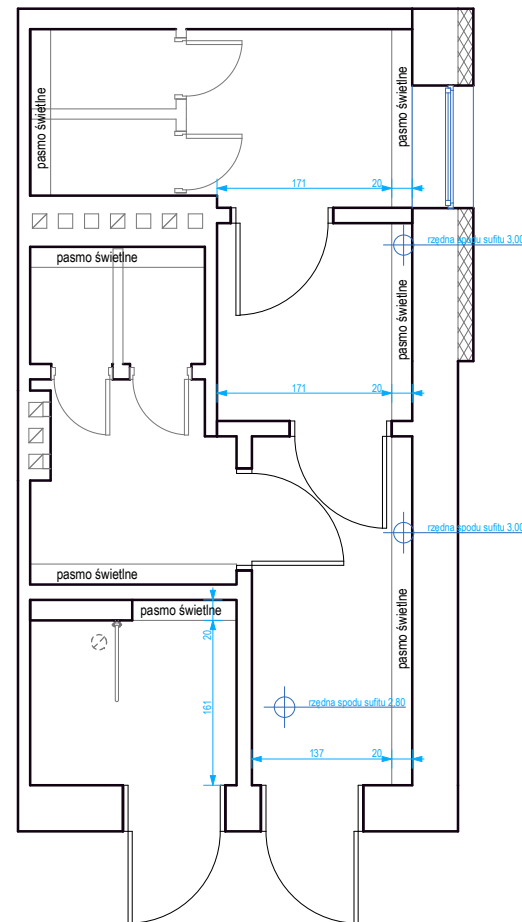 pasmo świetlne
pasmo świetlne
171
20
rzędna spodu sufitu 3,00
pasmo świetlne
pasmo świetlne
171
20
rzędna spodu sufitu 3,00
pasmo świetlne
pasmo świetlne
pasmo świetlne
20
161
rzędna spodu sufitu 2,80
137
20